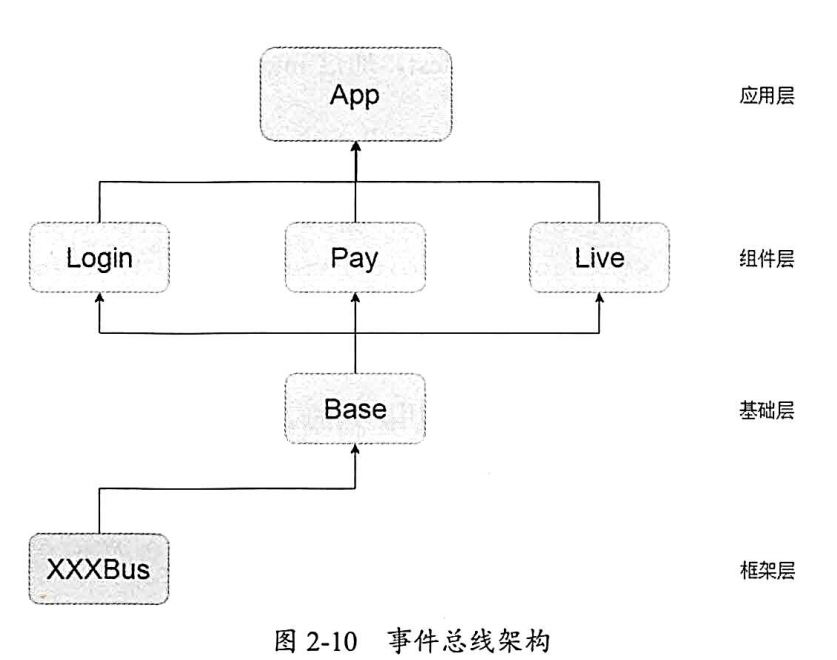 App
应用层
Login
Pay
Live
组件层
Base
基础层
XXXBus
框架层
图 2-10 事件总线架构